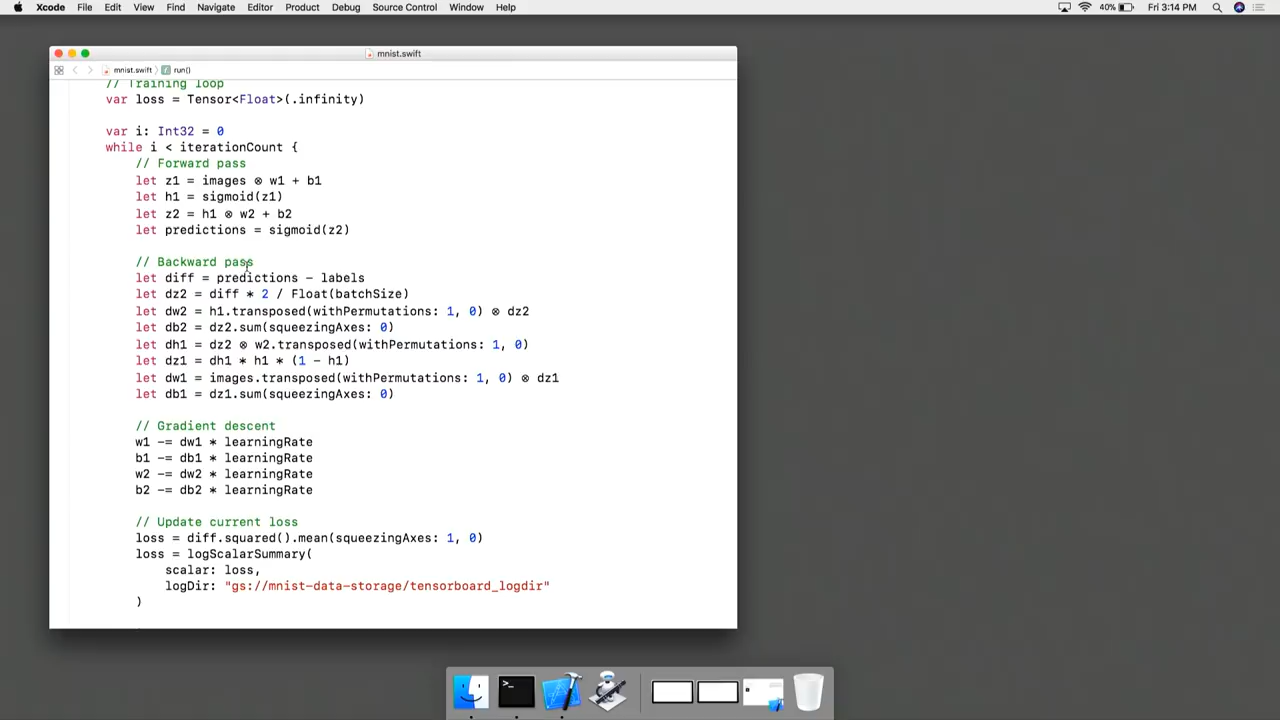 Xcode File Edit View Find Navigate Editor Product Debug Source Control Window Help 40% Fri 3:14 PM
mnist.swift
mnist.swift run()
// Training loop
var loss = Tensor<Float>(.infinity)
var i: Int32 = 0
while i < iterationCount {
// Forward pass
let z1 = images ⊗ w1 + b1
let h1 = sigmoid(z1)
let z2 = h1 ⊗ w2 + b2
let predictions = sigmoid(z2)
// Backward pass
let diff = predictions - labels
let dz2 = diff * 2 / Float(batchSize)
let dw2 = h1.transposed(withPermutations: 1, 0) ⊗ dz2
let db2 = dz2.sum(squeezingAxes: 0)
let dh1 = dz2 ⊗ w2.transposed(withPermutations: 1, 0)
let dz1 = dh1 * h1 * (1 - h1)
let dw1 = images.transposed(withPermutations: 1, 0) ⊗ dz1
let db1 = dz1.sum(squeezingAxes: 0)
// Gradient descent
w1 -= dw1 * learningRate
b1 -= db1 * learningRate
w2 -= dw2 * learningRate
b2 -= db2 * learningRate
// Update current loss
loss = diff.squared().mean(squeezingAxes: 1, 0)
loss = logScalarSummary(
scalar: loss,
logDir: "gs://mnist-data-storage/tensorboard_logdir"
)